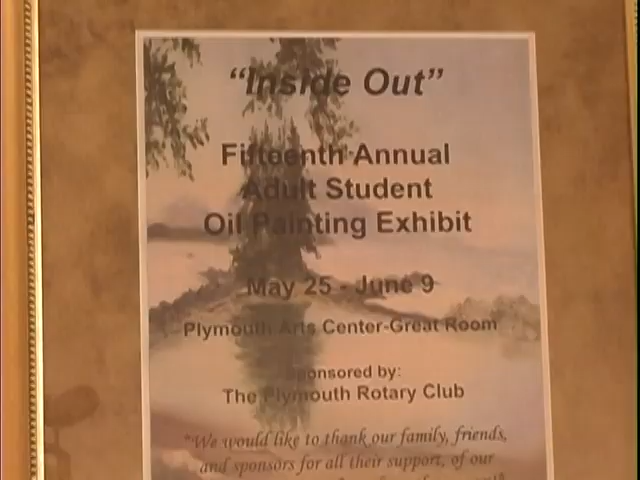 “Inside Out”
Fifteenth Annual
Adult Student
Oil Painting Exhibit
May 25 - June 9
Plymouth Arts Center-Great Room
Sponsored by:
The Plymouth Rotary Club
"We would like to thank our family, friends,
and sponsors for all their support, of our